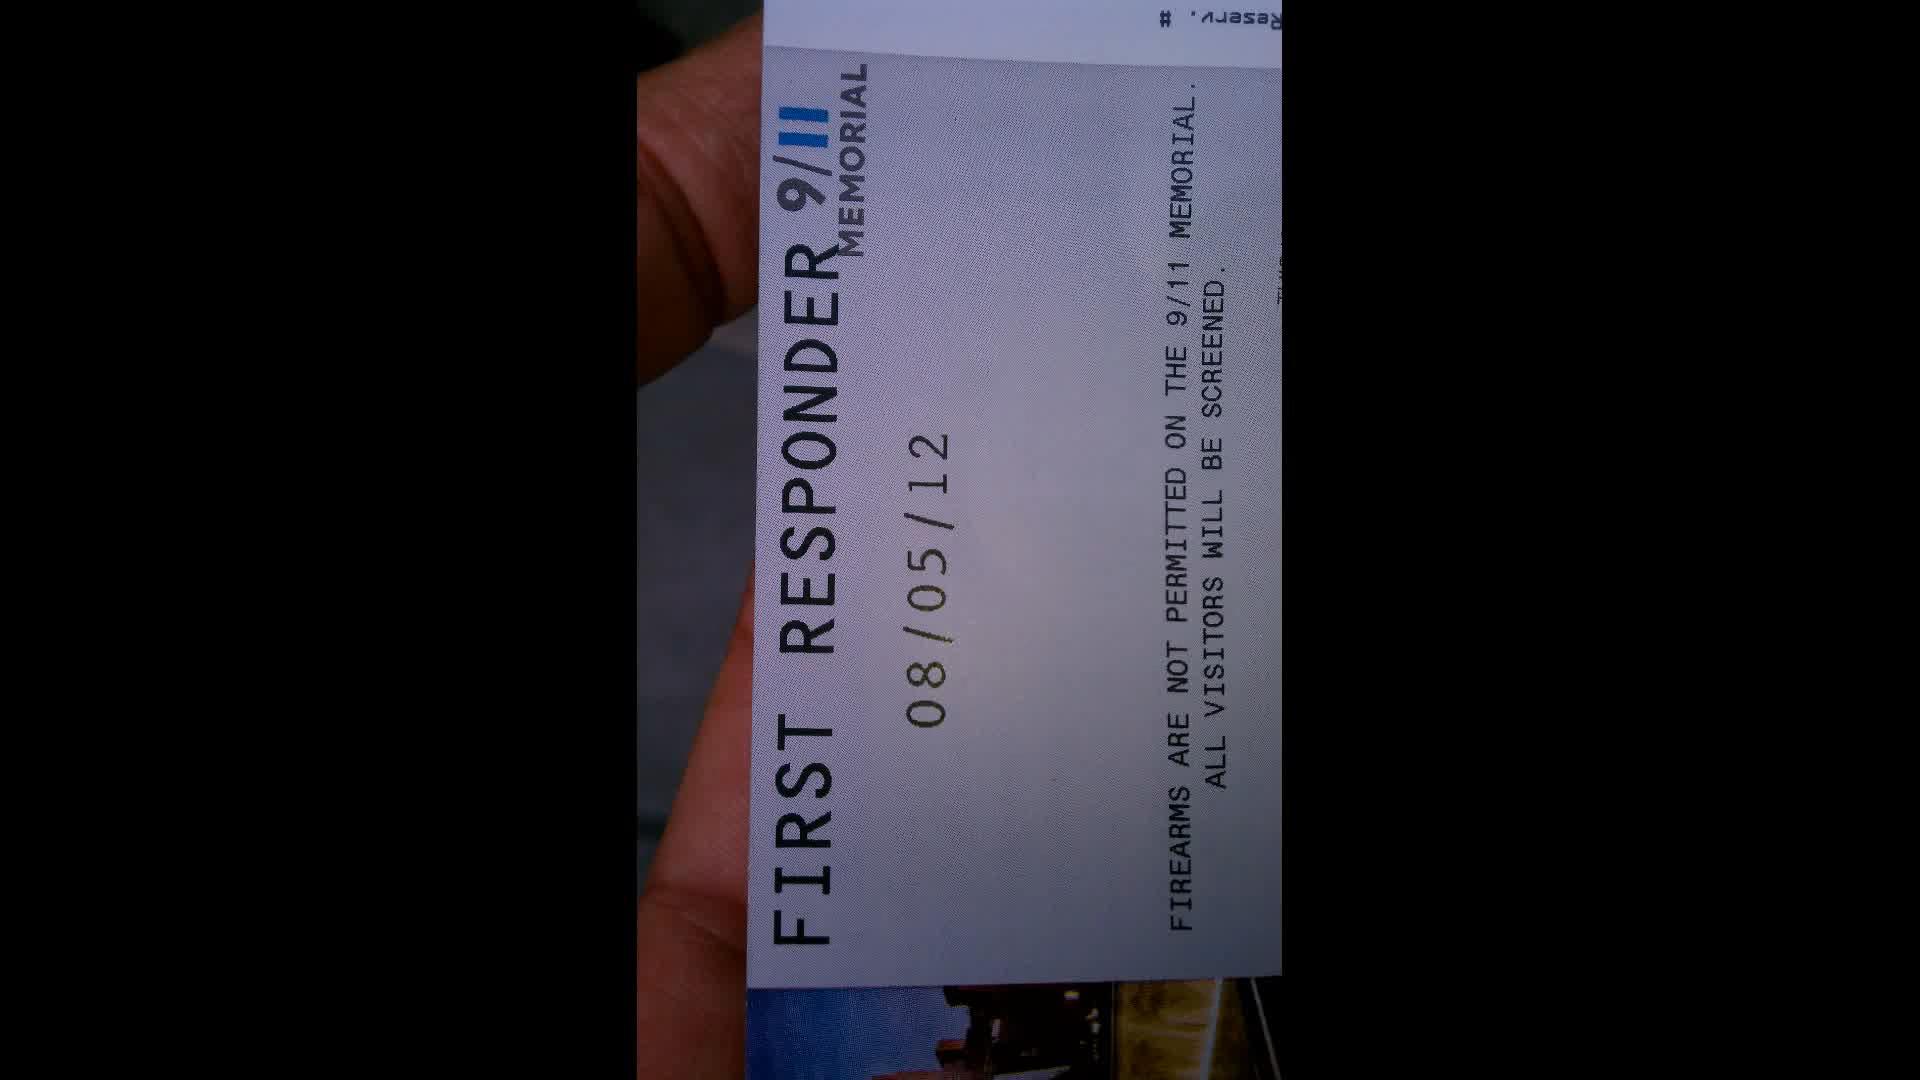 FIRST RESPONDER
9/11
MEMORIAL
08/05/12
FIREARMS ARE NOT PERMITTED ON THE 9/11 MEMORIAL.
ALL VISITORS WILL BE SCREENED.
Reserv. #